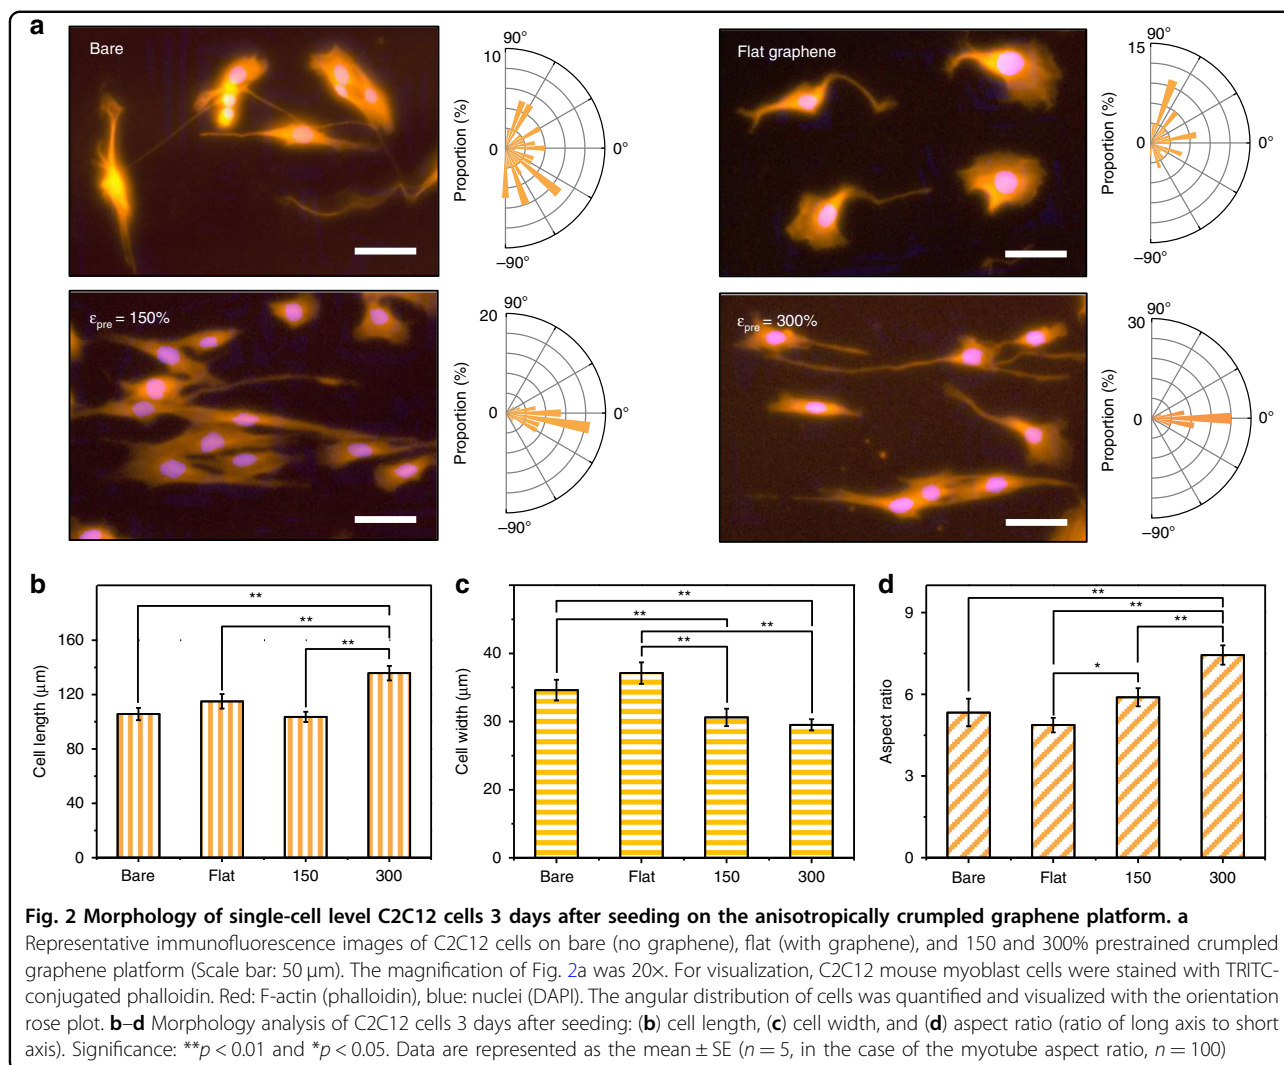 a
Bare
90°
10
Proportion (%)
0
0°
–90°
Flat graphene
90°
15
Proportion (%)
0
0°
–90°
εpre = 150%
90°
20
Proportion (%)
0
0°
–90°
εpre = 300%
90°
30
Proportion (%)
0
0°
–90°
b
**
**
**
160
120
80
40
0
Cell length (μm)
Bare Flat 150 300
c
**
**
**
**
40
30
20
0
Cell width (μm)
Bare Flat 150 300
d
**
**
**
*
9
6
3
0
Aspect ratio
Bare Flat 150 300
Fig. 2 Morphology of single-cell level C2C12 cells 3 days after seeding on the anisotropically crumpled graphene platform. a
Representative immunofluorescence images of C2C12 cells on bare (no graphene), flat (with graphene), and 150 and 300% prestrained crumpled
graphene platform (Scale bar: 50 μm). The magnification of Fig. 2a was 20×. For visualization, C2C12 mouse myoblast cells were stained with TRITC-
conjugated phalloidin. Red: F-actin (phalloidin), blue: nuclei (DAPI). The angular distribution of cells was quantified and visualized with the orientation
rose plot. b–d Morphology analysis of C2C12 cells 3 days after seeding: (b) cell length, (c) cell width, and (d) aspect ratio (ratio of long axis to short
axis). Significance: **p < 0.01 and *p < 0.05. Data are represented as the mean ± SE (n = 5, in the case of the myotube aspect ratio, n = 100)